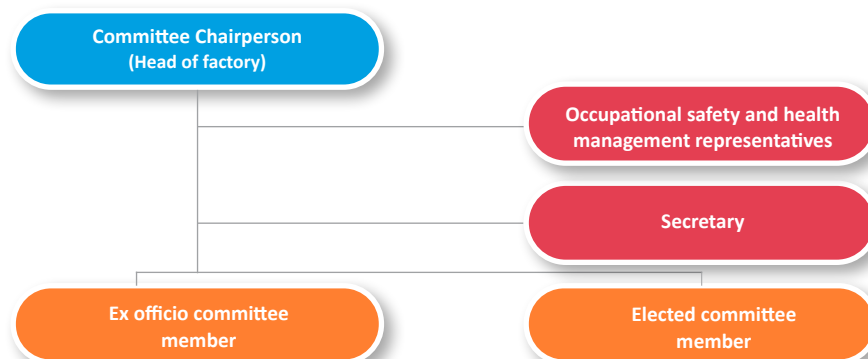 Committee Chairperson
(Head of factory)
Occupational safety and health
management representatives
Secretary
Ex officio committee
member
Elected committee
member